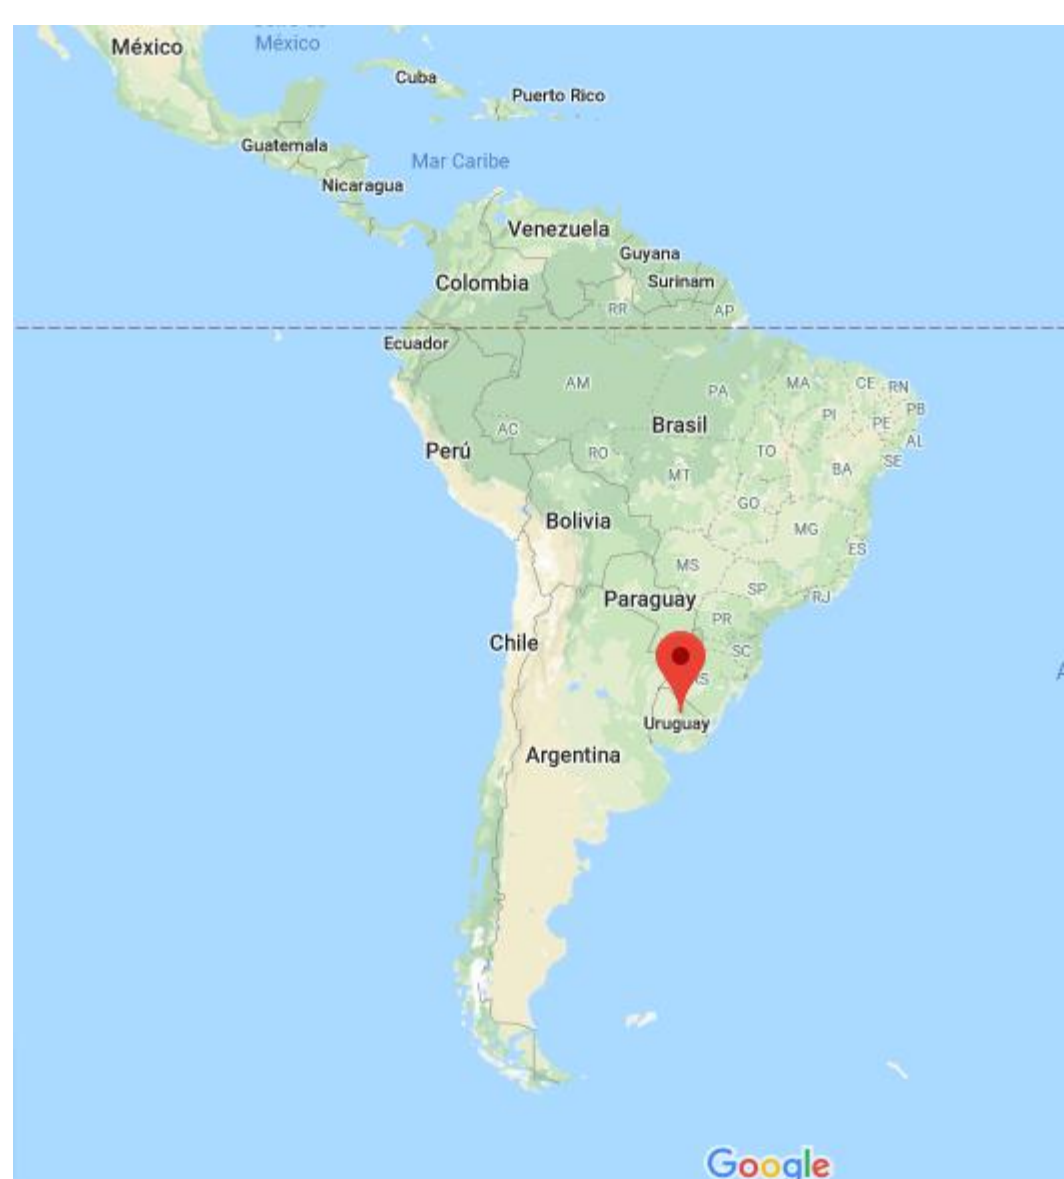 México
México
Cuba
Puerto Rico
Guatemala
Mar Caribe
Nicaragua
Venezuela
Guyana
Colombia
Surinam
RR
AP
Ecuador
AM
PA
MA
CE
RN
PI
PB
PE
Brasil
AC
AL
Perú
RO
TO
SE
MT
BA
GO
Bolivia
MG
ES
MS
SP
Paraguay
RJ
PR
Chile
SC
Uruguay
Argentina
Google